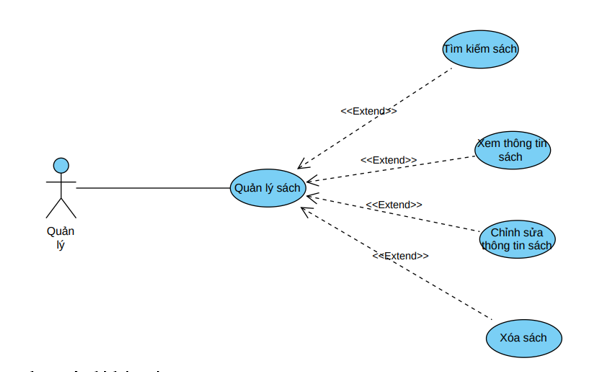 Tìm kiếm sách
<<Extend>>
Xem thông tin
sách
<<Extend>>
Quản lý sách
<<Extend>>
Chỉnh sửa
thông tin sách
Quản
lý
<<Extend>>
Xóa sách